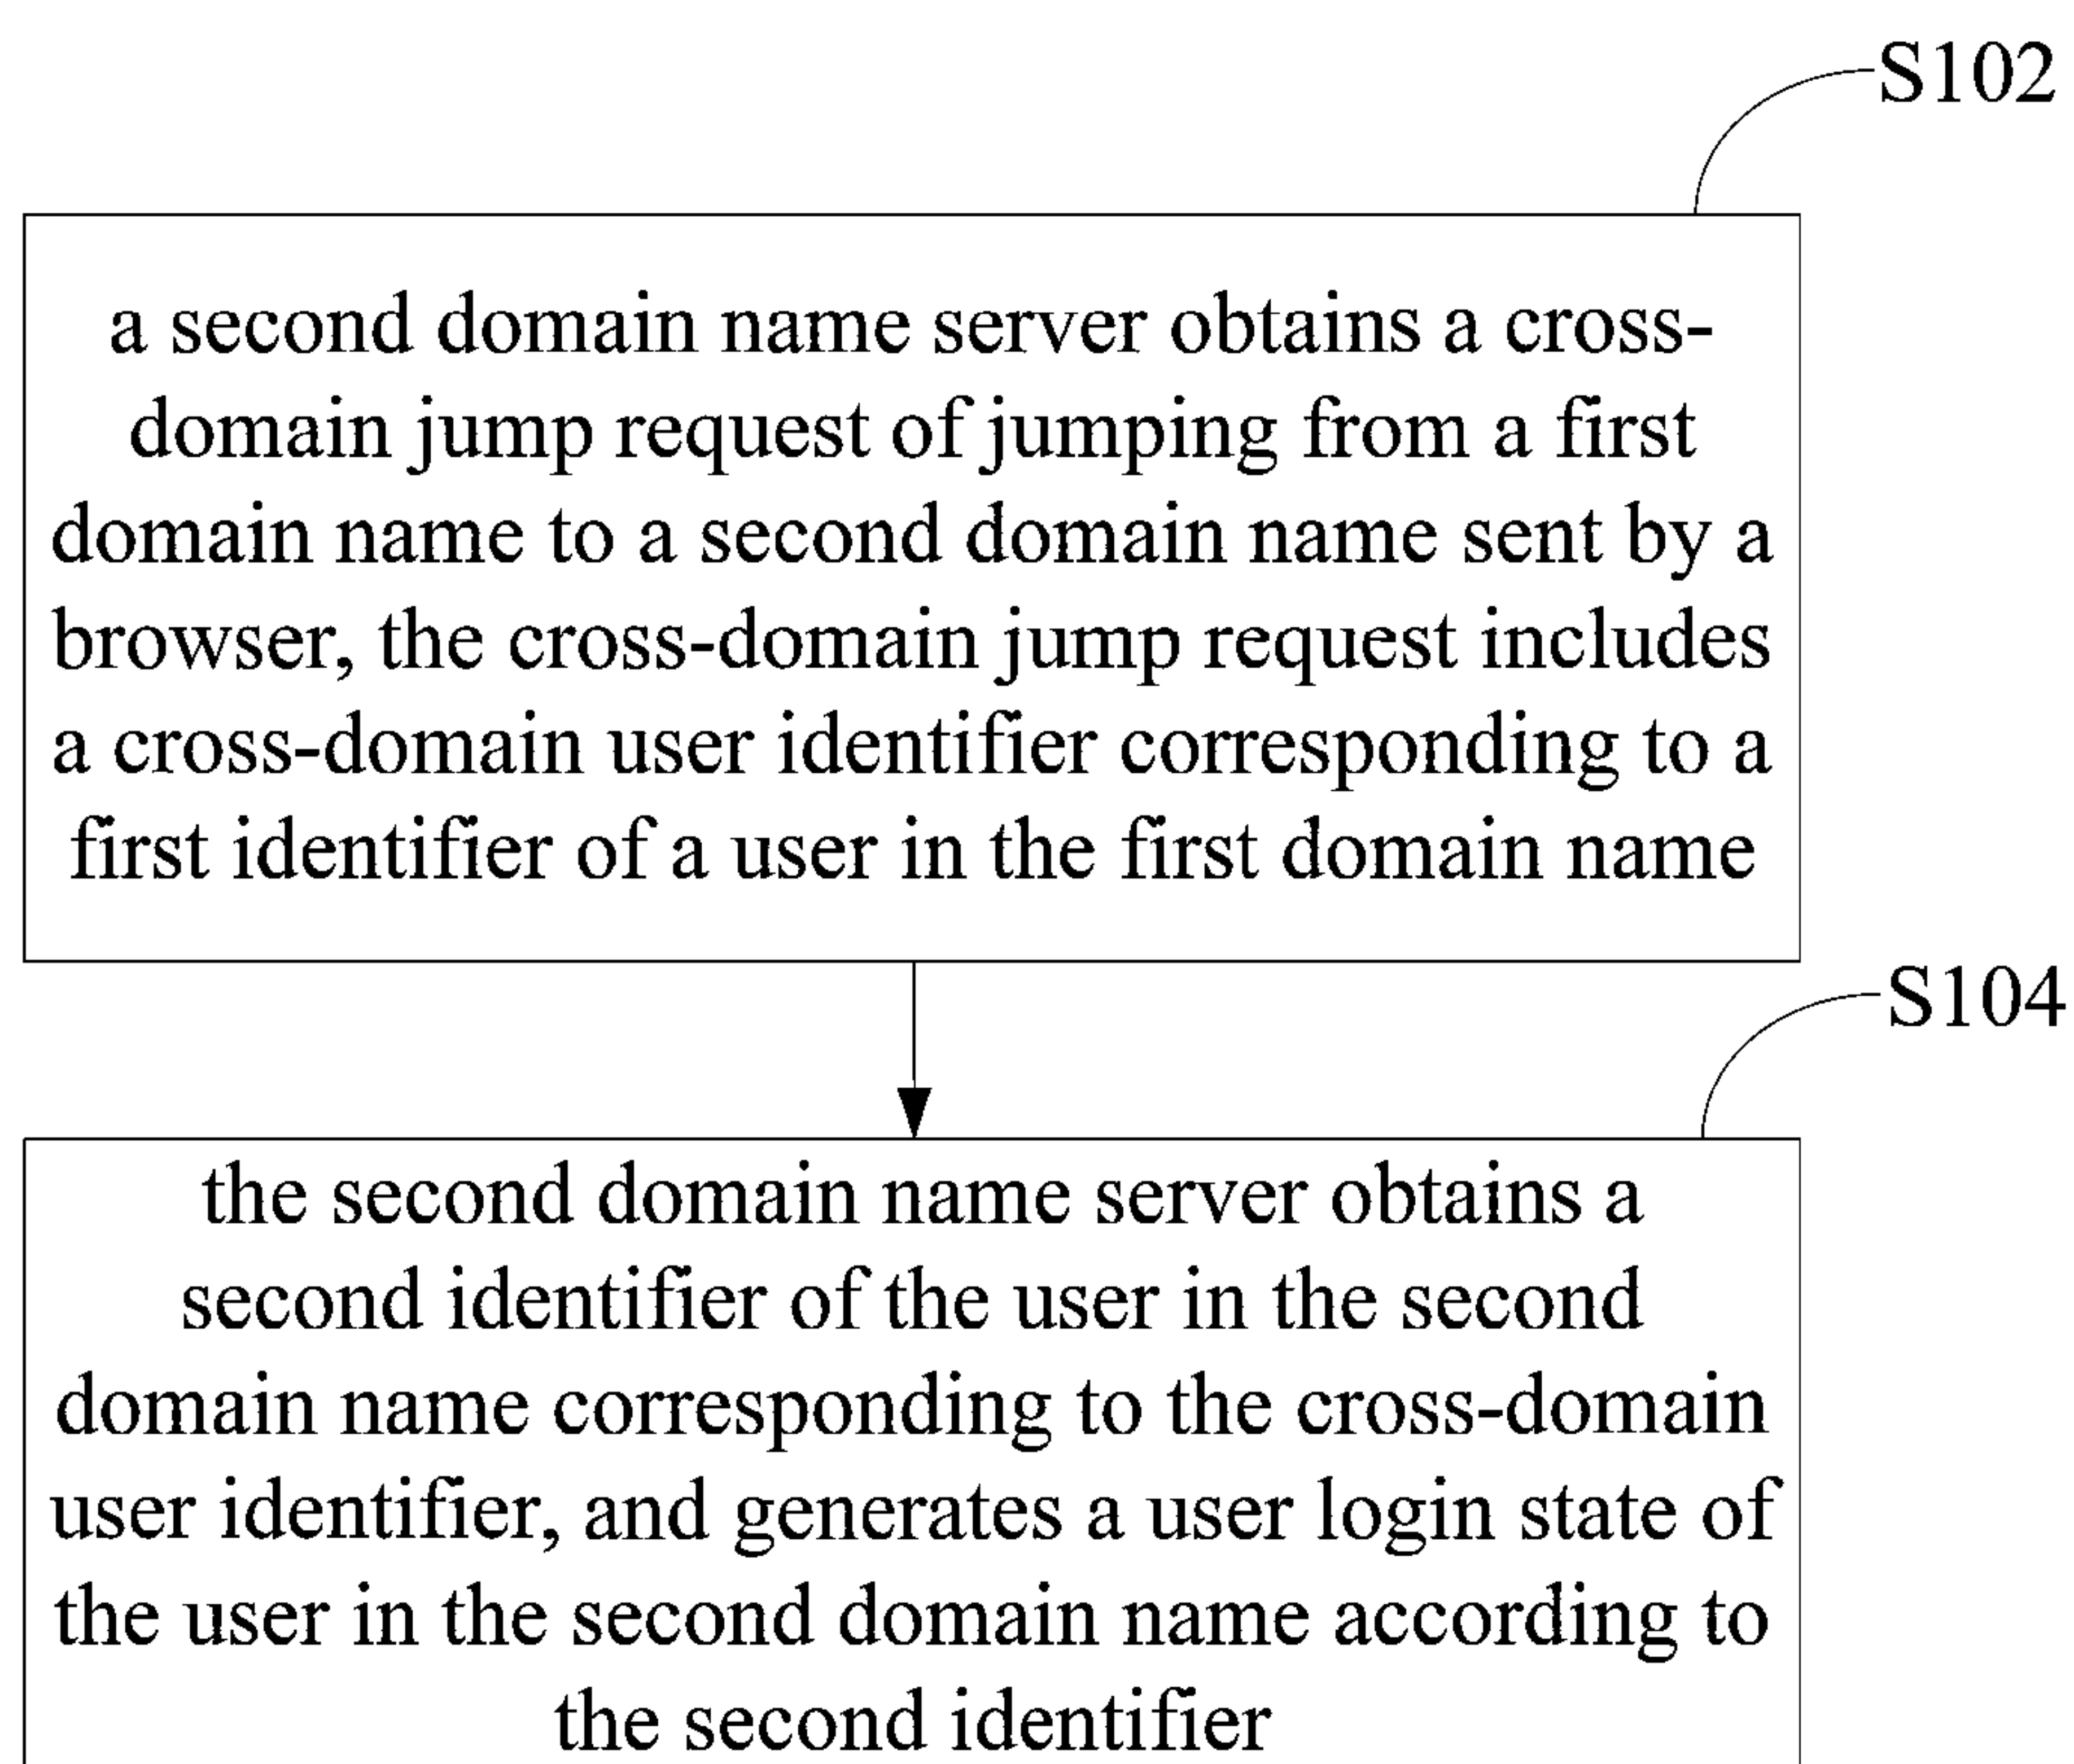 S102
a second domain name server obtains a cross-
domain jump request of jumping from a first
domain name to a second domain name sent by a
browser, the cross-domain jump request includes
a cross-domain user identifier corresponding to a
first identifier of a user in the first domain name
S104
the second domain name server obtains a
second identifier of the user in the second
domain name corresponding to the cross-domain
user identifier, and generates a user login state of
the user in the second domain name according to
the second identifier